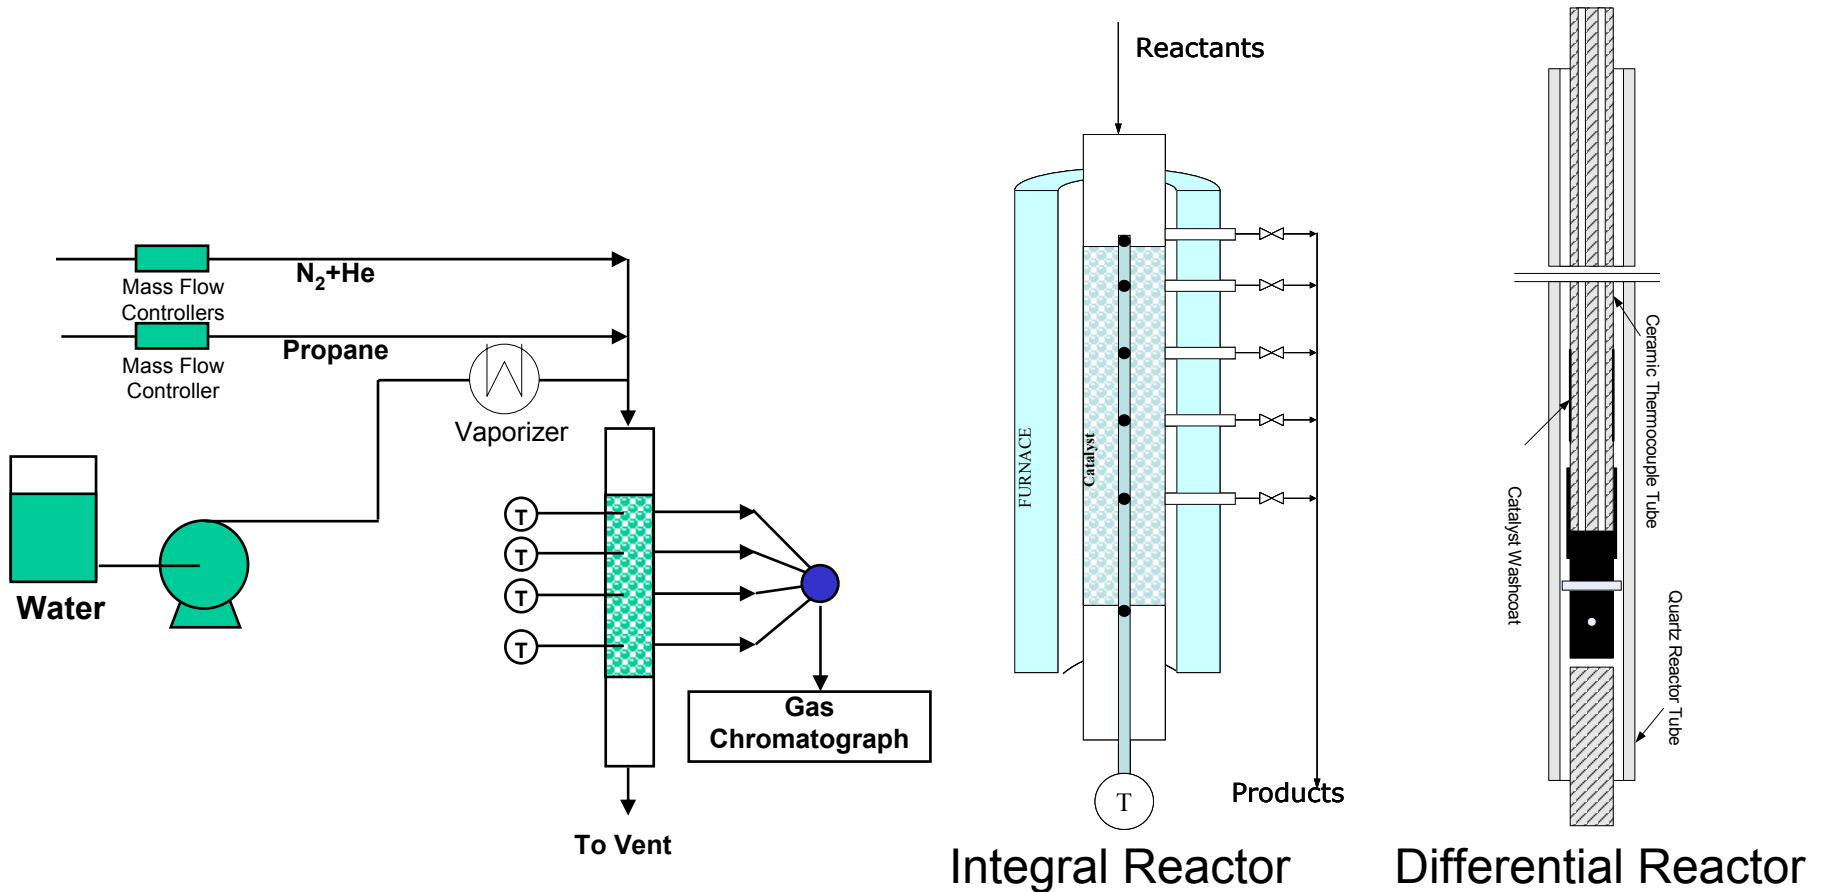 N2+He
Mass Flow
Controllers
Propane
Mass Flow
Controller
Vaporizer
Water
T
T
T
T
Gas
Chromatograph
To Vent
Reactants
FURNACE
Catalyst
T
Products
Integral Reactor
Ceramic Thermocouple Tube
Catalyst Washcoat
Quartz Reactor Tube
Differential Reactor